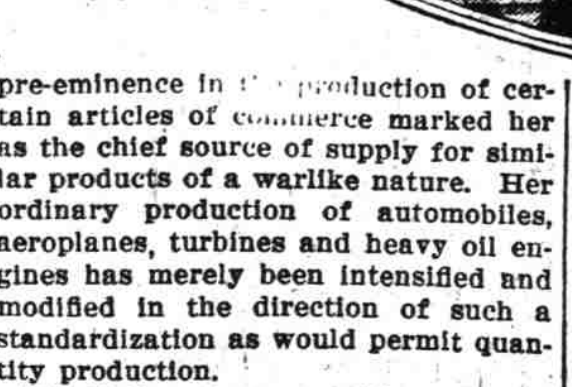 pre-eminence in the production of cer-
tain articles of commerce marked her
as the chief source of supply for simi-
lar products of a warlike nature. Her
ordinary production of automobiles,
aeroplanes, turbines and heavy oil en-
gines has merely been intensified and
modified in the direction of such a
standardization as would permit quan-
tity production.